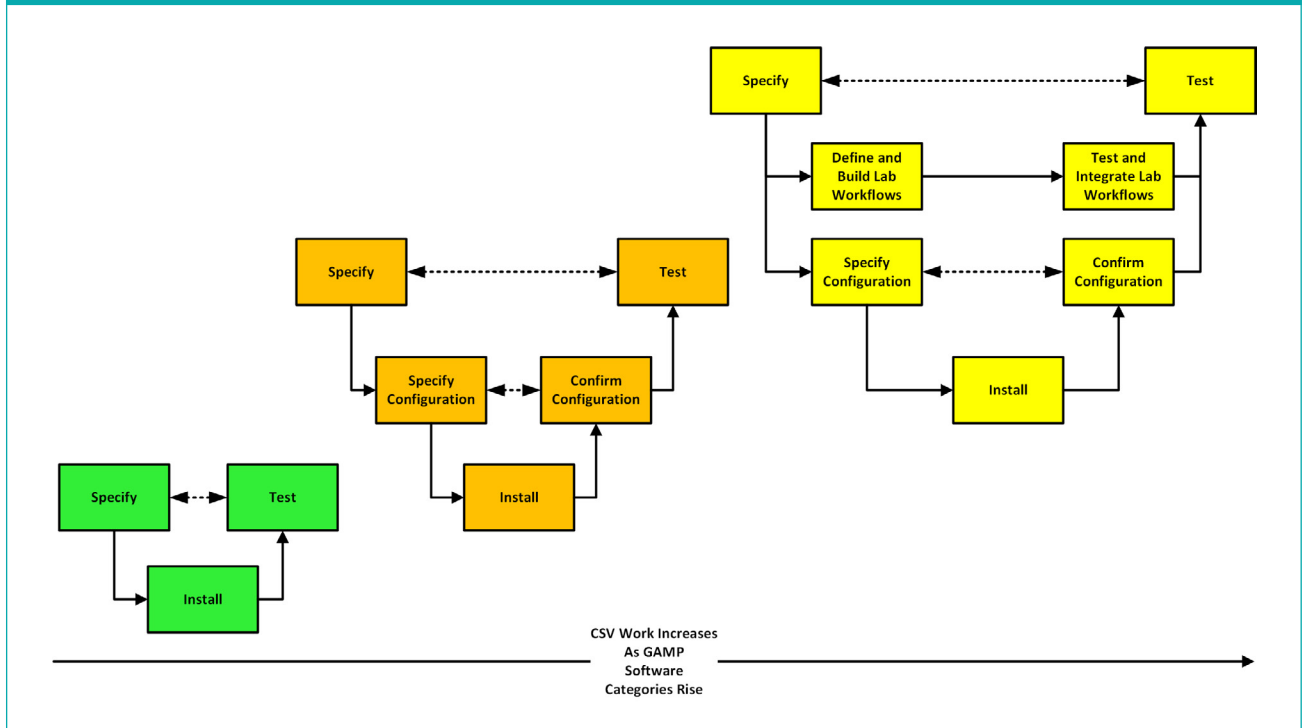 Specify
Test
Define and
Build Lab
Workflows
Test and
Integrate Lab
Workflows
Specify
Configuration
Confirm
Configuration
Install
Specify
Test
Specify
Configuration
Confirm
Configuration
Install
Specify
Test
Install
CSV Work Increases
As GAMP
Software
Categories Rise